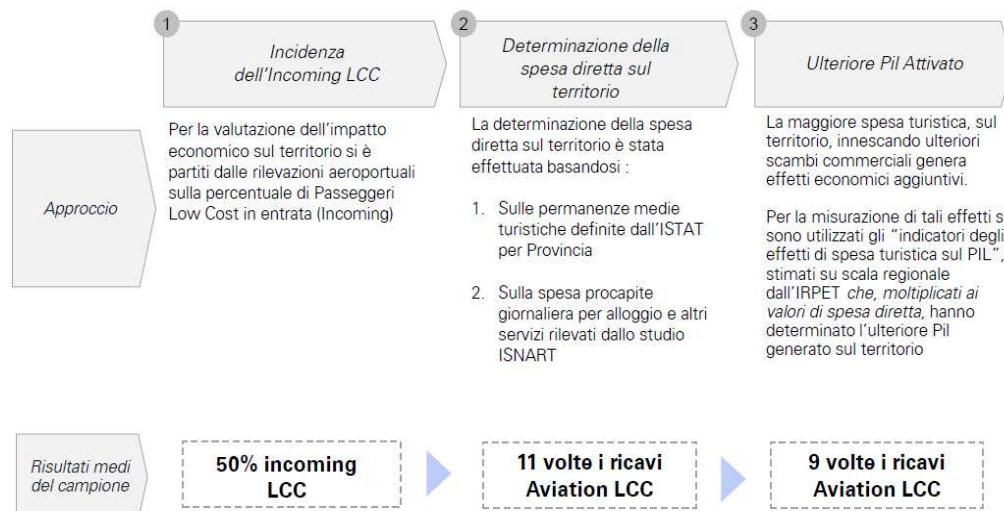 1
Incidenza
dell'Incoming LCC
2
Determinazione della
spesa diretta sul
territorio
3
Ulteriore Pil Attivato
Approccio
Per la valutazione dell'impatto
economico sul territorio si è
partiti dalle rilevazioni aeroportuali
sulla percentuale di Passeggeri
Low Cost in entrata (Incoming)
La determinazione della spesa
diretta sul territorio è stata
effettuata basandosi :
1. Sulle permanenze medie
turistiche definite dall'ISTAT
per Provincia
2. Sulla spesa procapite
giornaliera per alloggio e altri
servizi rilevati dallo studio
ISNART
La maggiore spesa turistica, sul
territorio, innescando ulteriori
scambi commerciali genera
effetti economici aggiuntivi.
Per la misurazione di tali effetti s
sono utilizzati gli "indicatori degli
effetti di spesa turistica sul PIL",
stimati su scala regionale
dall'IRPET che, moltiplicati ai
valori di spesa diretta, hanno
determinato l'ulteriore Pil
generato sul territorio
Risultati medi
del campione
50% incoming
LCC
11 volte i ricavi
Aviation LCC
9 volte i ricavi
Aviation LCC